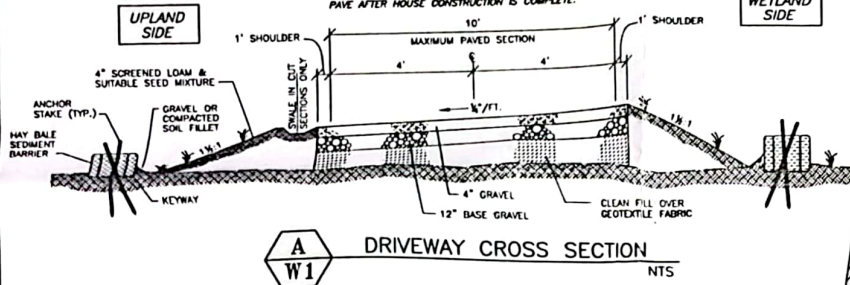 PAVE AFTER HOUSE CONSTRUCTION IS COMPLETE.
UPLAND
SIDE
WETLAND
SIDE
1' SHOULDER
10'
1' SHOULDER
MAXIMUM PAVED SECTION
4'
4'
4" SCREENED LOAM &
SUITABLE SEED MIXTURE
SWALE IN CUT
SECTIONS ONLY
ANCHOR
STAKE (TYP.)
GRAVEL OR
COMPACTED
SOIL FILLET
HAY BALE
SEDIMENT
BARRIER
1½:1
"/FT.
1½:1
KEYWAY
4" GRAVEL
12" BASE GRAVEL
CLEAN FILL OVER
GEOTEXTILE FABRIC
A
W1
DRIVEWAY CROSS SECTION
NTS